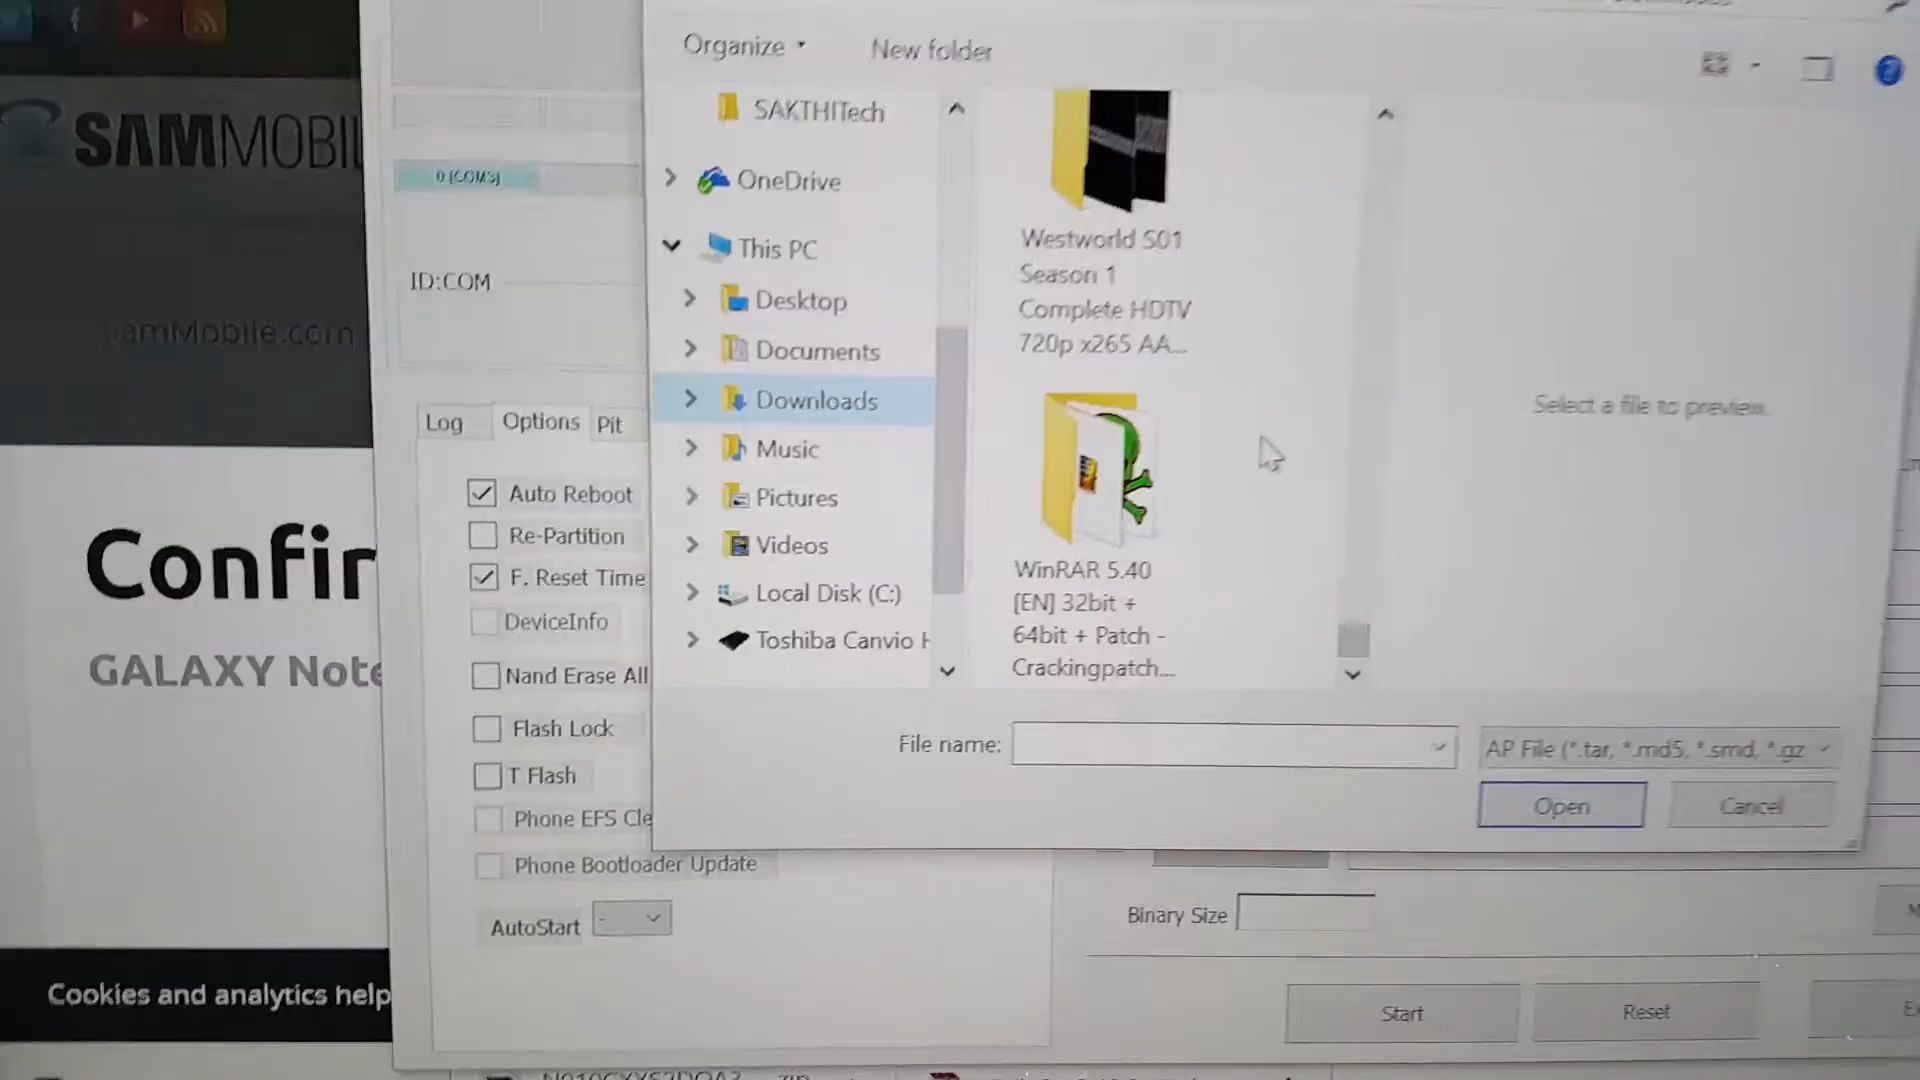 Organize
New folder
SAMMOBIL
SAKTHITech
OneDrive
0 [COM3]
This PC
Desktop
Documents
Downloads
Music
Pictures
Videos
Local Disk (C:)
Toshiba Canvio H
Westworld S01
Season 1
Complete HDTV
720p x265 AA...
WinRAR 5.40
[EN] 32bit +
64bit + Patch -
Crackingpatch....
Select a file to preview.
ID:COM
amMobile.com
Log
Options
Pit
Auto Reboot
Re-Partition
F. Reset Time
DeviceInfo
Nand Erase All
Flash Lock
T Flash
Phone EFS Cle
Phone Bootloader Update
AutoStart
-
Confir
GALAXY Note
Cookies and analytics help
File name:
AP File (*.tar, *.md5, *.smd, *.gz
Open
Cancel
Binary Size
Start
Reset